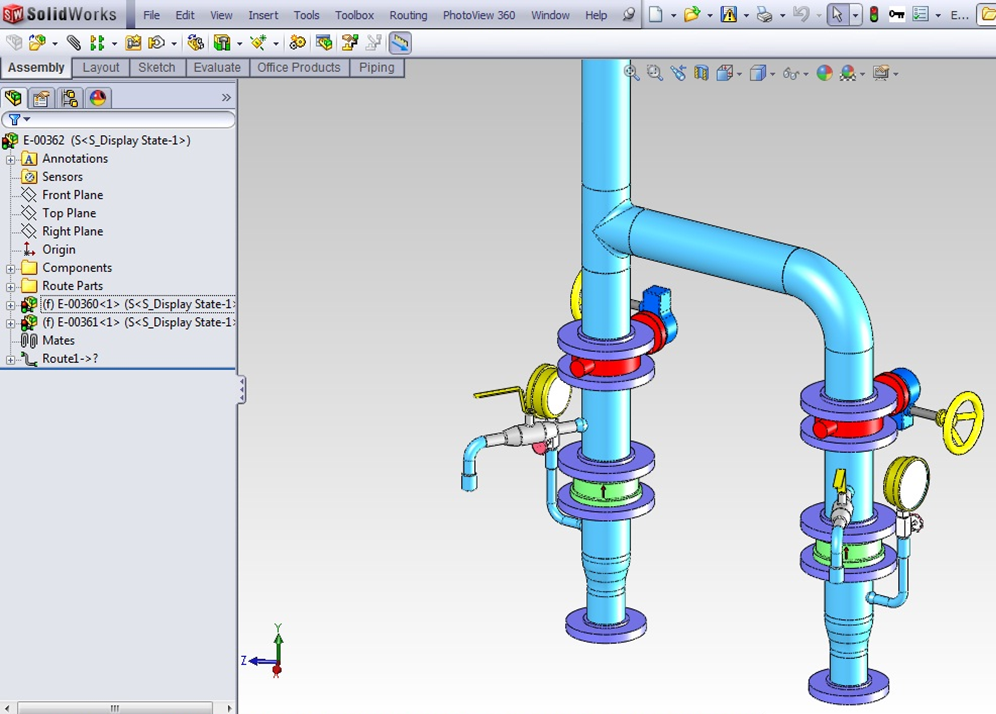 SolidWorks File Edit View Insert Tools Toolbox Routing PhotoView 360 Window Help E...
Assembly Layout Sketch Evaluate Office Products Piping
E-00362 (S<S_Display State-1>)
Annotations
Sensors
Front Plane
Top Plane
Right Plane
Origin
Components
Route Parts
(f) E-00360<1> (S<S_Display State-1>
(f) E-00361<1> (S<S_Display State-1>
Mates
Route1->?
Y
Z
X